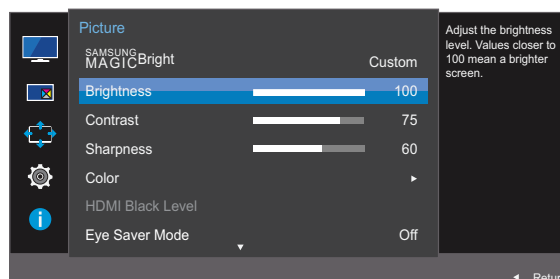 Picture
SAMSUNG
MAGICBright Custom
Brightness 100
Contrast 75
Sharpness 60
Color
HDMI Black Level
Eye Saver Mode Off
Adjust the brightness
level. Values closer to
100 mean a brighter
screen.